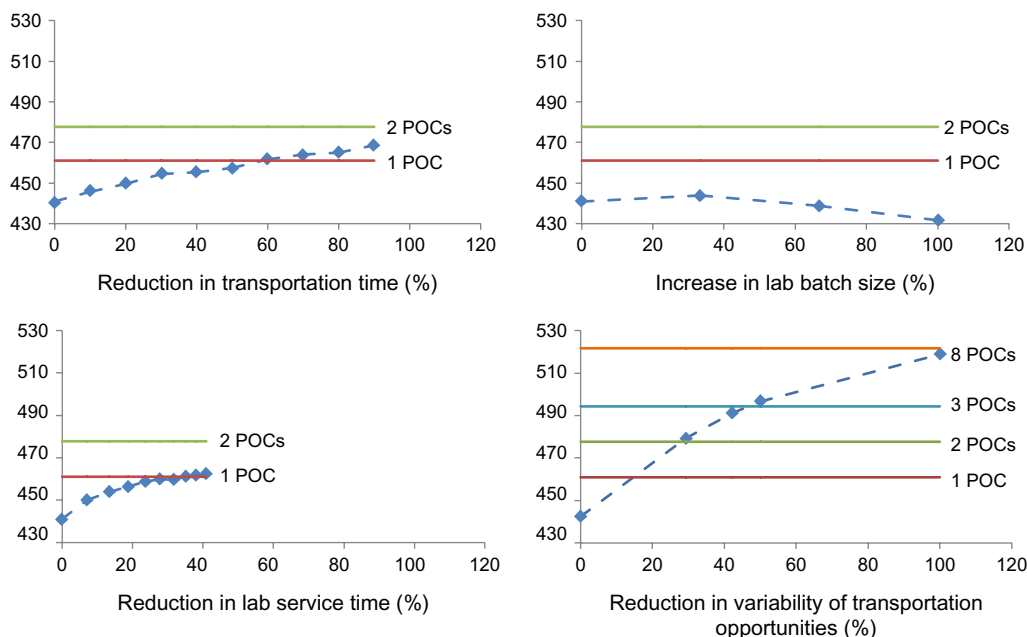 530
510
490
470
450
430
2 POCs
1 POC
0 20 40 60 80 100 120
Reduction in transportation time (%)
530
510
490
470
450
430
2 POCs
1 POC
0 20 40 60 80 100 120
Increase in lab batch size (%)
530
510
490
470
450
430
2 POCs
1 POC
0 20 40 60 80 100 120
Reduction in lab service time (%)
530
510
490
470
450
430
8 POCs
3 POCs
2 POCs
1 POC
0 20 40 60 80 100 120
Reduction in variability of transportation
opportunities (%)